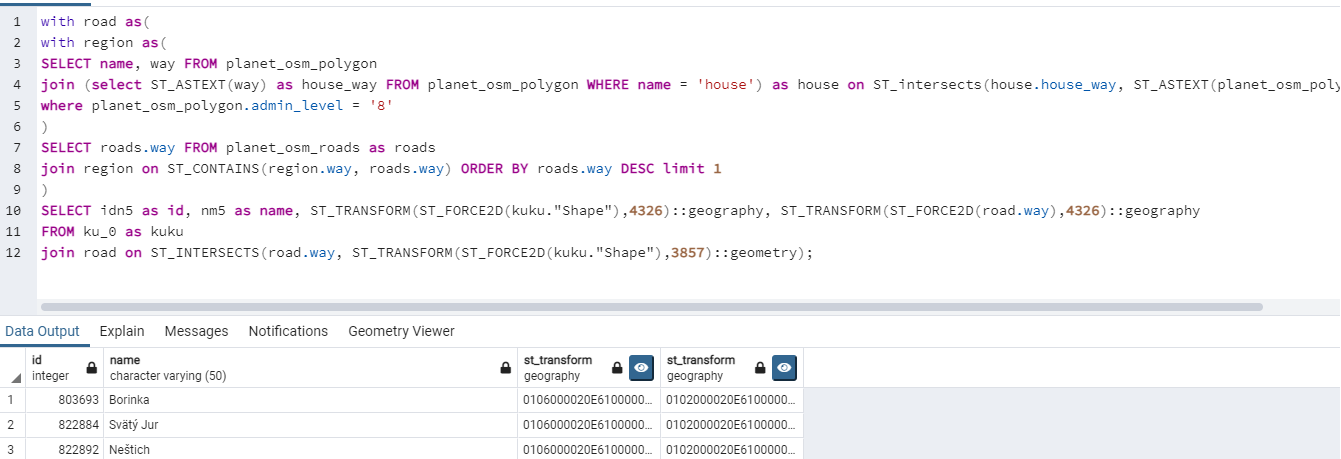 1 with road as(
2 with region as(
3 SELECT name, way FROM planet_osm_polygon
4 join (select ST_ASTEXT(way) as house_way FROM planet_osm_polygon WHERE name = 'house') as house on ST_intersects(house.house_way, ST_ASTEXT(planet_osm_poly
5 where planet_osm_polygon.admin_level = '8'
6 )
7 SELECT roads.way FROM planet_osm_roads as roads
8 join region on ST_CONTAINS(region.way, roads.way) ORDER BY roads.way DESC limit 1
9 )
10 SELECT idn5 as id, nm5 as name, ST_TRANSFORM(ST_FORCE2D(kuku."Shape"),4326)::geography, ST_TRANSFORM(ST_FORCE2D(road.way),4326)::geography
11 FROM ku_0 as kuku
12 join road on ST_INTERSECTS(road.way, ST_TRANSFORM(ST_FORCE2D(kuku."Shape"),3857)::geometry);
Data Output Explain Messages Notifications Geometry Viewer
id name st_transform st_transform
integer character varying (50) geography geography
1 803693 Borinka 0106000020E6100000... 0102000020E6100000...
2 822884 Svätý Jur 0106000020E6100000... 0102000020E6100000...
3 822892 Neštich 0106000020E6100000... 0102000020E6100000...